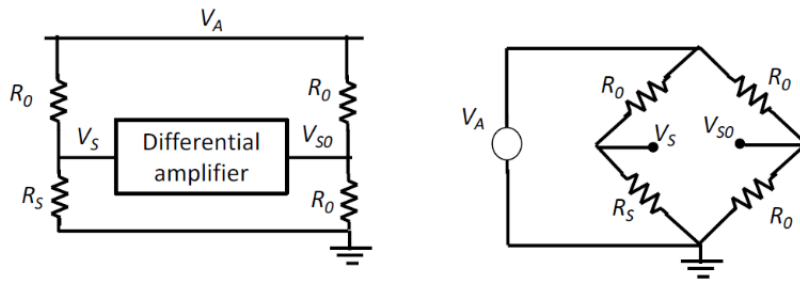 V_A
R_0
R_0
V_S
Differential
amplifier
V_S0
R_S
R_0
R_0
R_0
V_A
V_S
V_S0
R_S
R_0